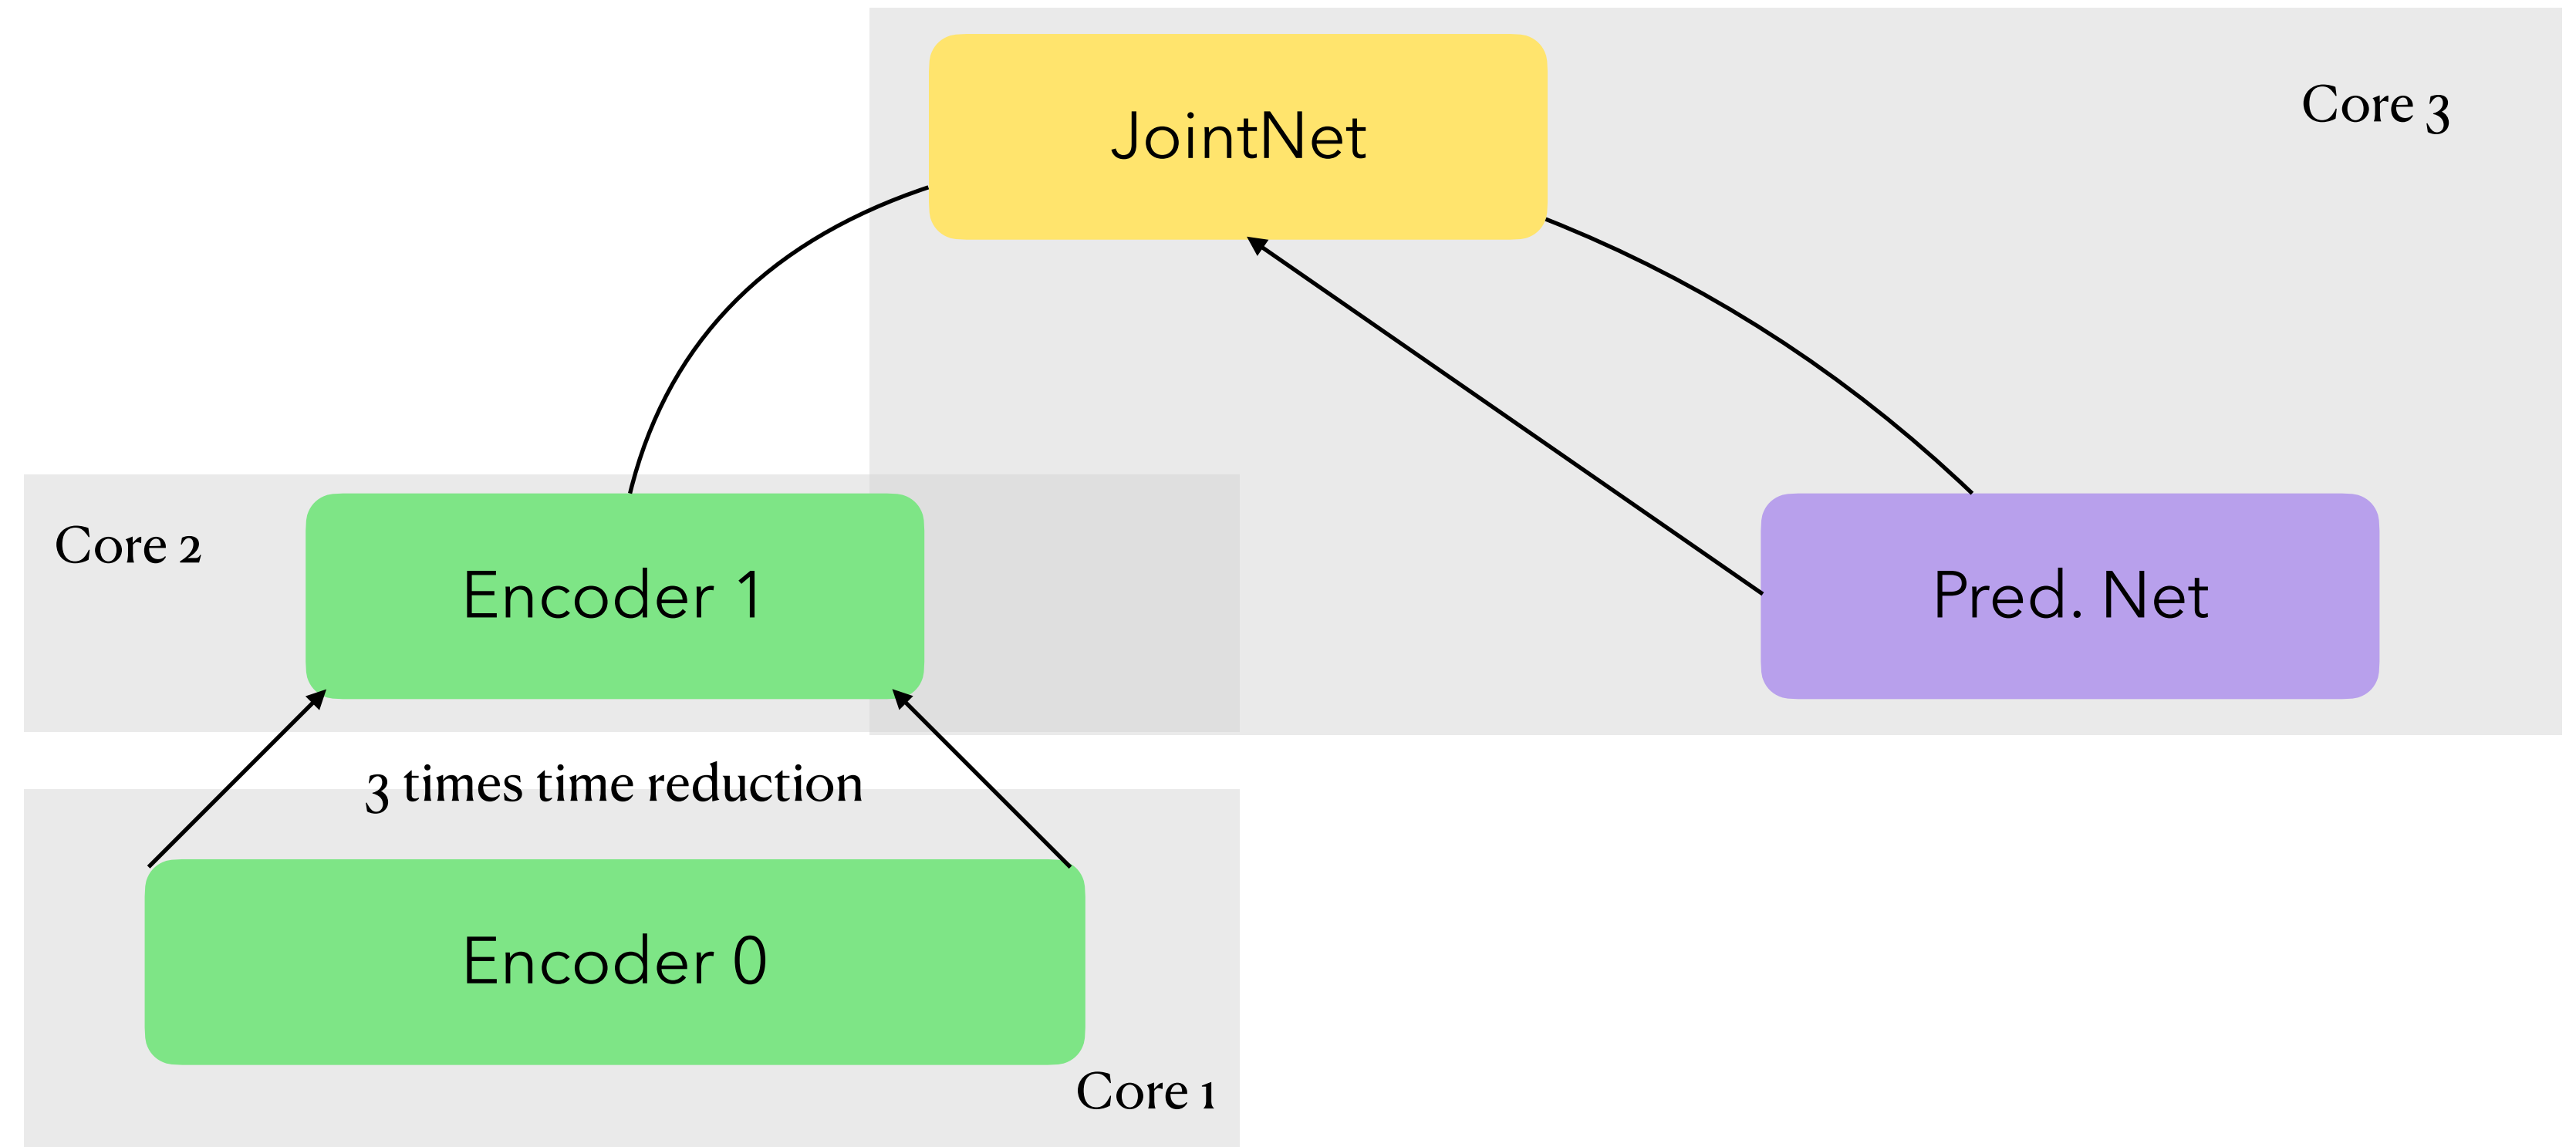 JointNet
Core 3
Core 2
Encoder 1
Pred. Net
3 times time reduction
Encoder 0
Core 1